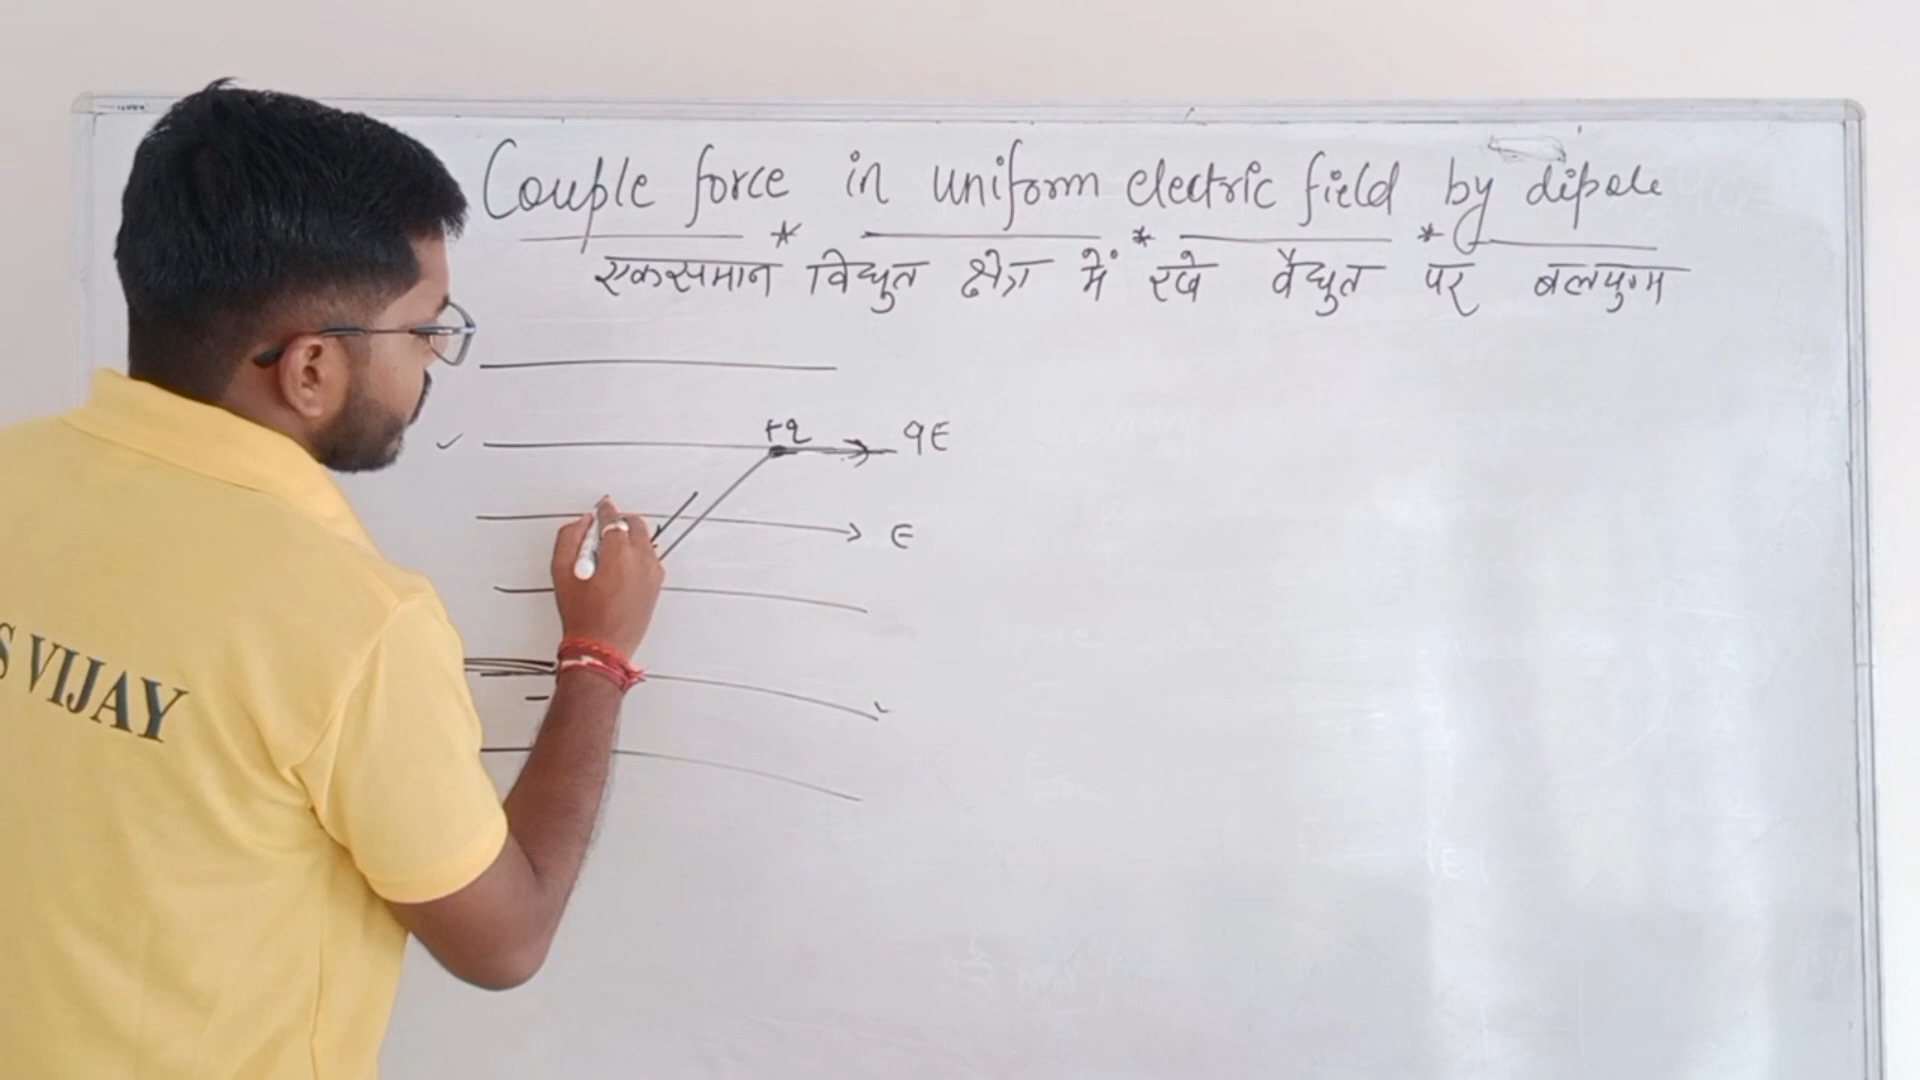 Couple force in uniform electric field by dipole
एकसमान विद्युत क्षेत्र में रखे वैद्युत पर बलयुग्म
+q
qE
E
S VIJAY